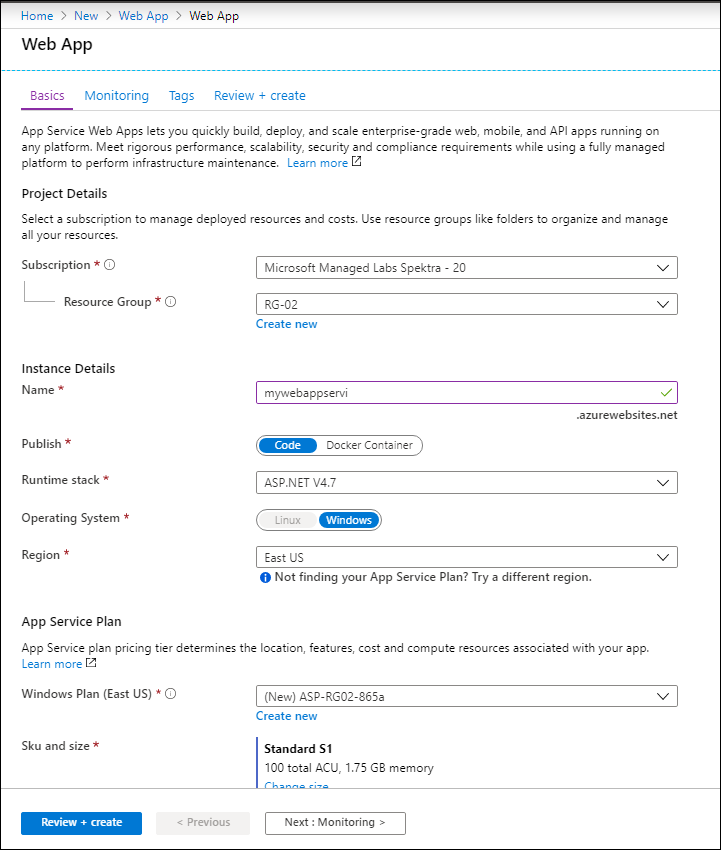 Home > New > Web App > Web App
Web App
Basics Monitoring Tags Review + create
App Service Web Apps lets you quickly build, deploy, and scale enterprise-grade web, mobile, and API apps running on
any platform. Meet rigorous performance, scalability, security and compliance requirements while using a fully managed
platform to perform infrastructure maintenance. Learn more
Project Details
Select a subscription to manage deployed resources and costs. Use resource groups like folders to organize and manage
all your resources.
Subscription * Microsoft Managed Labs Spektra - 20
Resource Group * RG-02
Create new
Instance Details
Name * mywebappservi
.azurewebsites.net
Publish * Code Docker Container
Runtime stack * ASP.NET V4.7
Operating System * Linux Windows
Region * East US
Not finding your App Service Plan? Try a different region.
App Service Plan
App Service plan pricing tier determines the location, features, cost and compute resources associated with your app.
Learn more
Windows Plan (East US) * (New) ASP-RG02-865a
Create new
Sku and size * Standard S1
100 total ACU, 1.75 GB memory
Change size
Review + create < Previous Next : Monitoring >